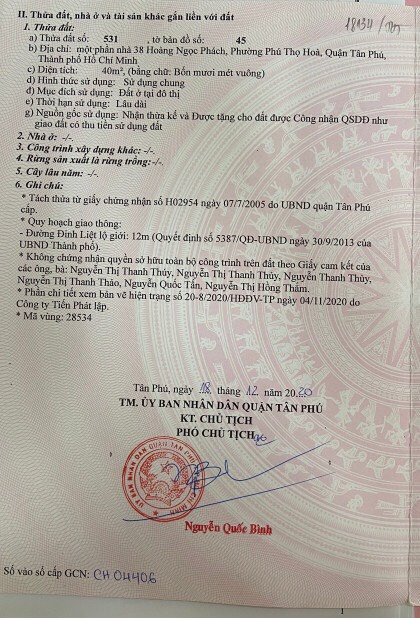 II. Thửa đất, nhà ở và tài sản khác gắn liền với đất
1. Thửa đất:
a) Thửa đất số: 531 , tờ bản đồ số: 45
b) Địa chỉ: một phần nhà 38 Hoàng Ngọc Phách, Phường Phú Thọ Hoà, Quận Tân Phú,
Thành phố Hồ Chí Minh
c) Diện tích: 40m², (bằng chữ: Bốn mươi mét vuông)
d) Hình thức sử dụng: Sử dụng chung
đ) Mục đích sử dụng: Đất ở tại đô thị
e) Thời hạn sử dụng: Lâu dài
g) Nguồn gốc sử dụng: Nhận thừa kế và Được tặng cho đất được Công nhận QSDĐ như
giao đất có thu tiền sử dụng đất
2. Nhà ở: -/-.
3. Công trình xây dựng khác: -/-.
4. Rừng sản xuất là rừng trồng:-/-.
5. Cây lâu năm: -/-.
6. Ghi chú:
* Tách thửa từ giấy chứng nhận số H02954 ngày 07/7/2005 do UBND quận Tân Phú
cấp.
* Quy hoạch giao thông:
- Đường Đinh Liệt lộ giới: 12m (Quyết định số 5387/QĐ-UBND ngày 30/9/2013 của
UBND Thành phố).
* Không chứng nhận quyền sở hữu toàn bộ công trình trên đất theo Giấy cam kết của
các ông, bà: Nguyễn Thị Thanh Thúy, Nguyễn Thị Thanh Thủy, Nguyễn Thanh Thùy,
Nguyễn Thị Thanh Thảo, Nguyễn Quốc Tấn, Nguyễn Thị Hồng Thắm.
* Phần chi tiết xem bản vẽ hiện trạng số 20-8/2020/HĐĐV-TP ngày 04/11/2020 do
Công ty Tiến Phát lập.
* Mã vùng: 28534
Tân Phú, ngày 18 tháng 12 năm 2020
TM. ỦY BAN NHÂN DÂN QUẬN TÂN PHÚ
KT. CHỦ TỊCH
PHÓ CHỦ TỊCH
ỦY BAN NHÂN DÂN QUẬN TÂN PHÚ
Nguyễn Quốc Bình
Số vào sổ cấp GCN: CH 04406